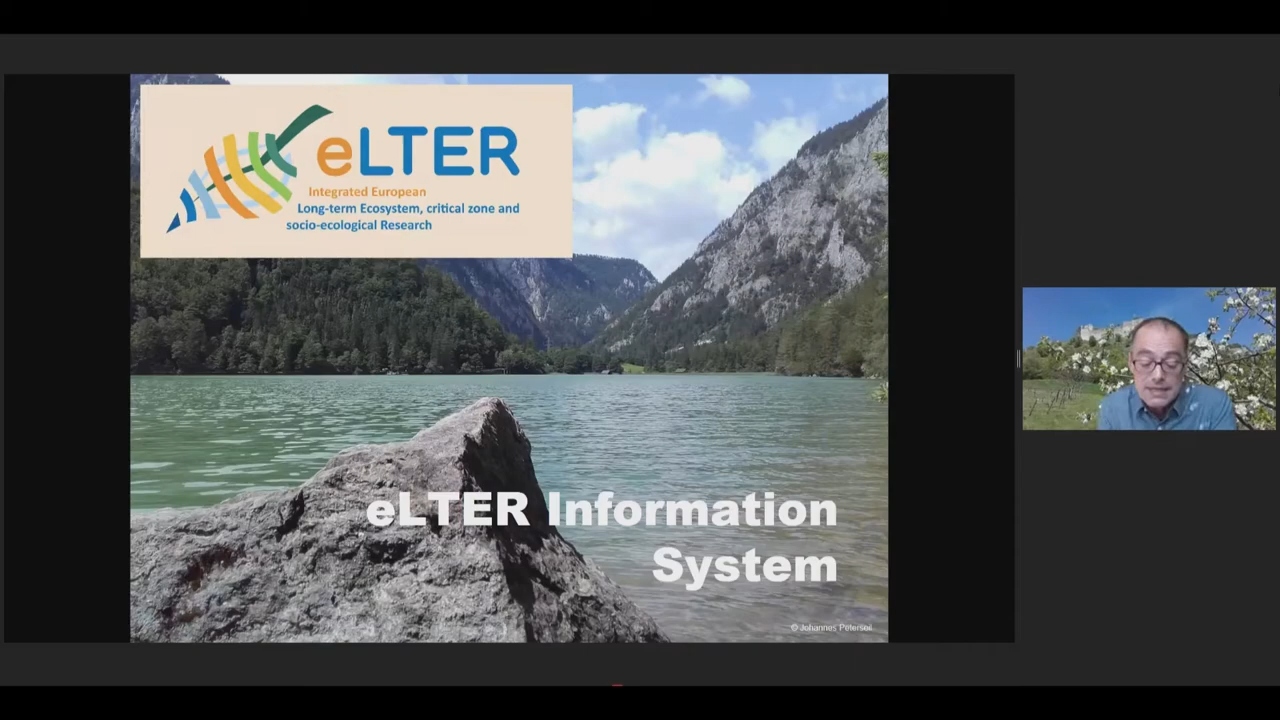 eLTER
Integrated European
Long-term Ecosystem, critical zone and
socio-ecological Research
eLTER Information
System
© Johannes Peterseil